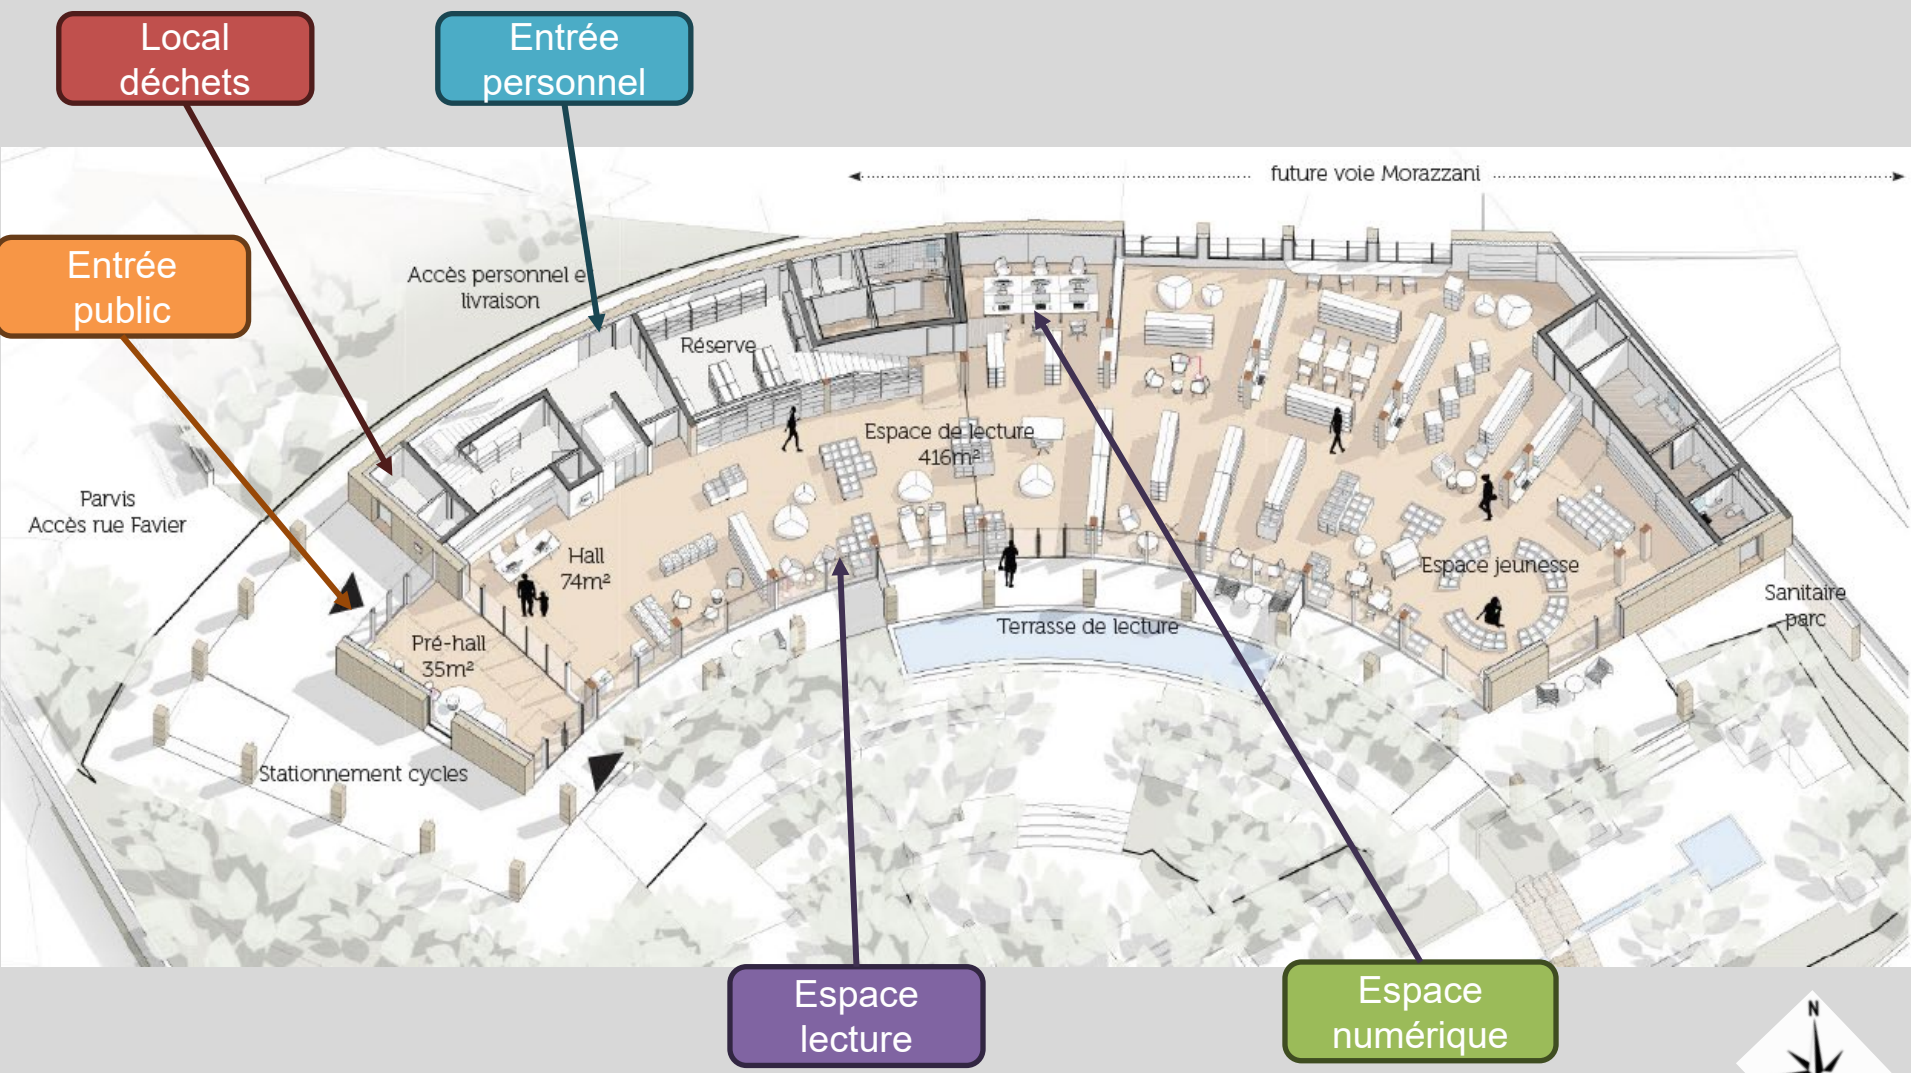 Local
déchets
Entrée
personnel
future voie Morazzani
Entrée
public
Accès personnel e
livraison
Réserve
Espace de lecture
416m²
Parvis
Accès rue Favier
Hall
74m²
Espace jeunesse
Sanitaire
parc
Pré-hall
35m²
Terrasse de lecture
Stationnement cycles
Espace
lecture
Espace
numérique
N